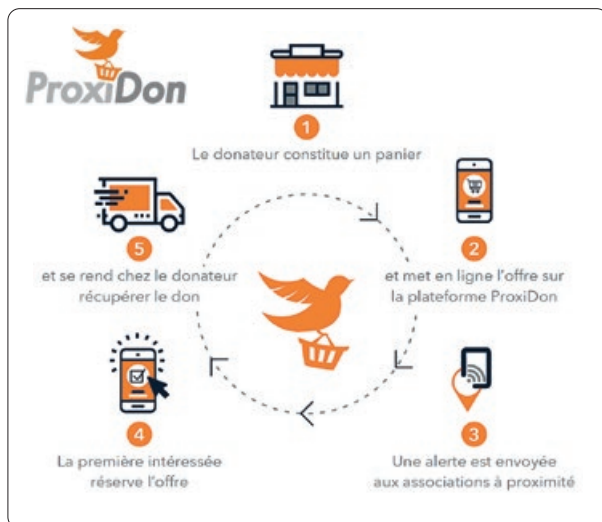 ProxiDon
1
Le donateur constitue un panier
2
et met en ligne l'offre sur
la plateforme ProxiDon
3
Une alerte est envoyée
aux associations à proximité
4
La première intéressée
réserve l'offre
5
et se rend chez le donateur
récupérer le don